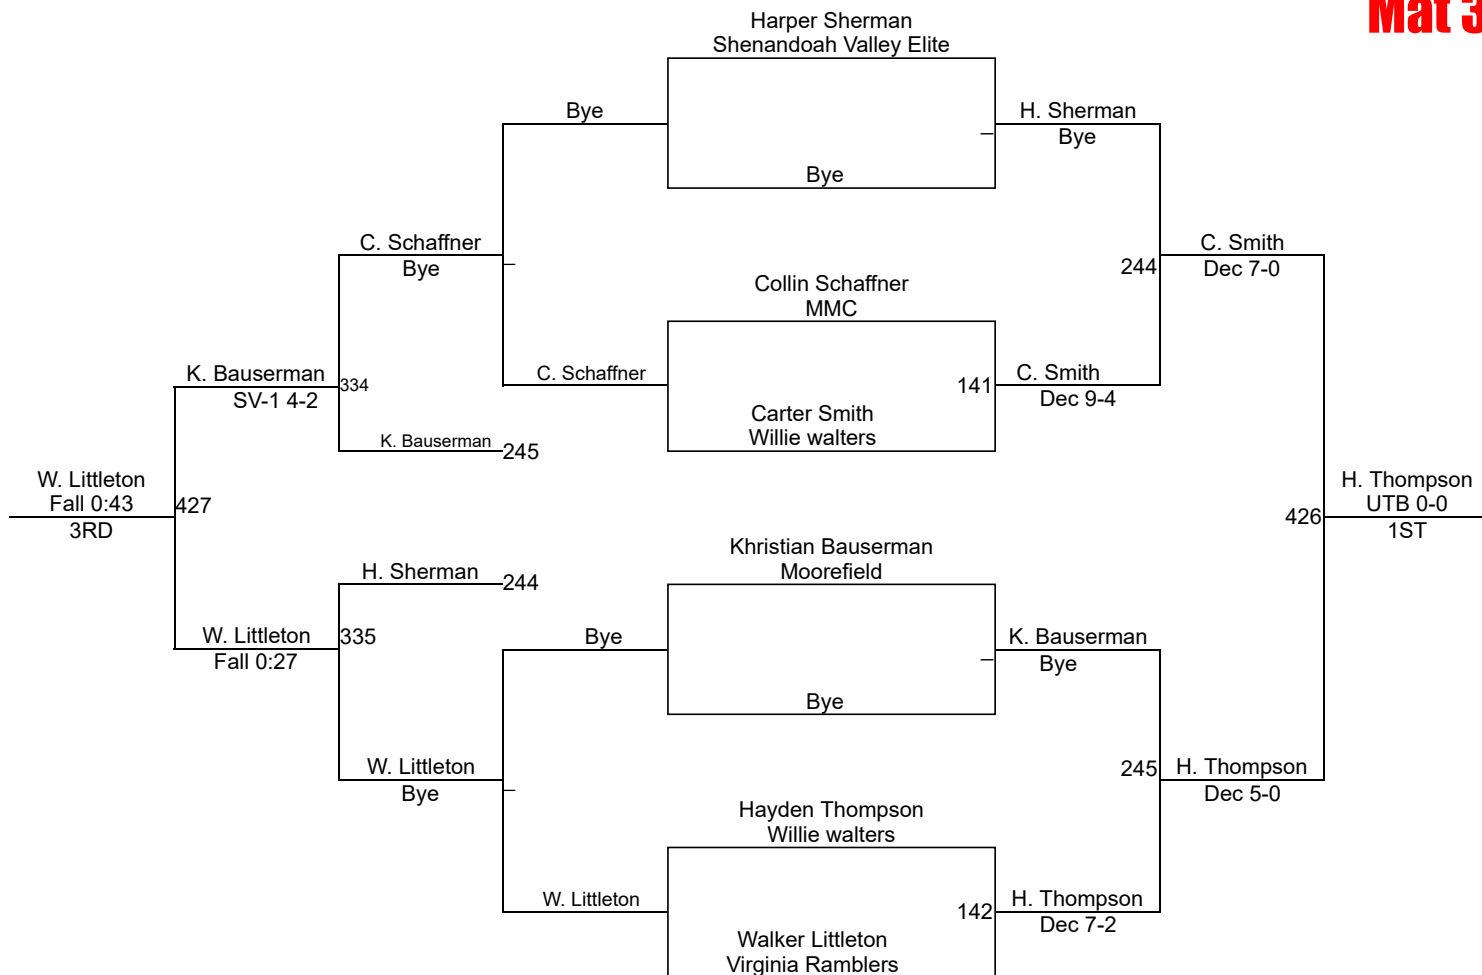 Mat 3
Harper Sherman
Shenandoah Valley Elite
Bye
H. Sherman
Bye
Bye
C. Schaffner
Bye
C. Smith
Dec 7-0
244
Collin Schaffner
MMC
C. Schaffner
141
C. Smith
Dec 9-4
Carter Smith
Willie walters
K. Bauserman
SV-1 4-2
334
K. Bauserman
245
W. Littleton
Fall 0:43
3RD
427
426
H. Thompson
UTB 0-0
1ST
Khristian Bauserman
Moorefield
H. Sherman
244
W. Littleton
Fall 0:27
335
Bye
K. Bauserman
Bye
Bye
W. Littleton
Bye
245
H. Thompson
Dec 5-0
Hayden Thompson
Willie walters
W. Littleton
142
H. Thompson
Dec 7-2
Walker Littleton
Virginia Ramblers